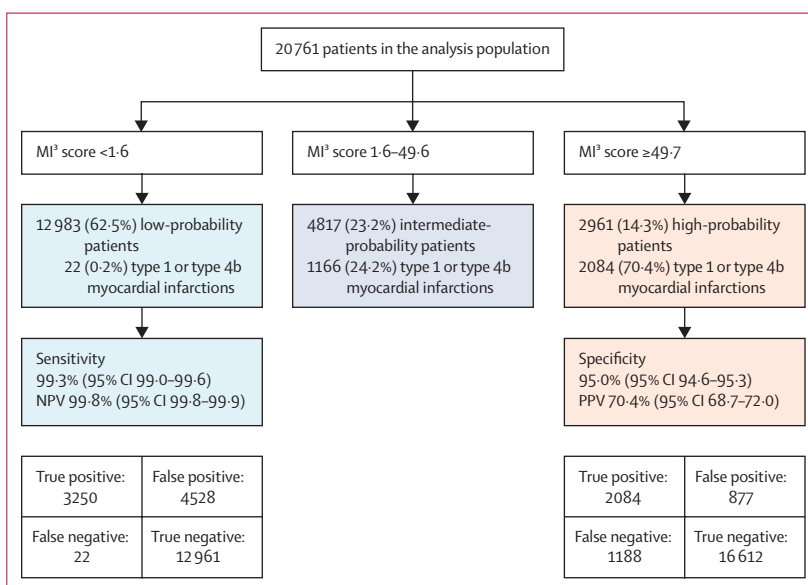 20 761 patients in the analysis population
MI³ score <1·6
MI³ score 1·6–49·6
MI³ score ≥49·7
12 983 (62·5%) low-probability
patients
22 (0·2%) type 1 or type 4b
myocardial infarctions
4817 (23·2%) intermediate-
probability patients
1166 (24·2%) type 1 or type 4b
myocardial infarctions
2961 (14·3%) high-probability
patients
2084 (70·4%) type 1 or type 4b
myocardial infarctions
Sensitivity
99·3% (95% CI 99·0–99·6)
NPV 99·8% (95% CI 99·8–99·9)
Specificity
95·0% (95% CI 94·6–95·3)
PPV 70·4% (95% CI 68·7–72·0)
True positive:
3250
False positive:
4528
False negative:
22
True negative:
12 961
True positive:
2084
False positive:
877
False negative:
1188
True negative:
16 612